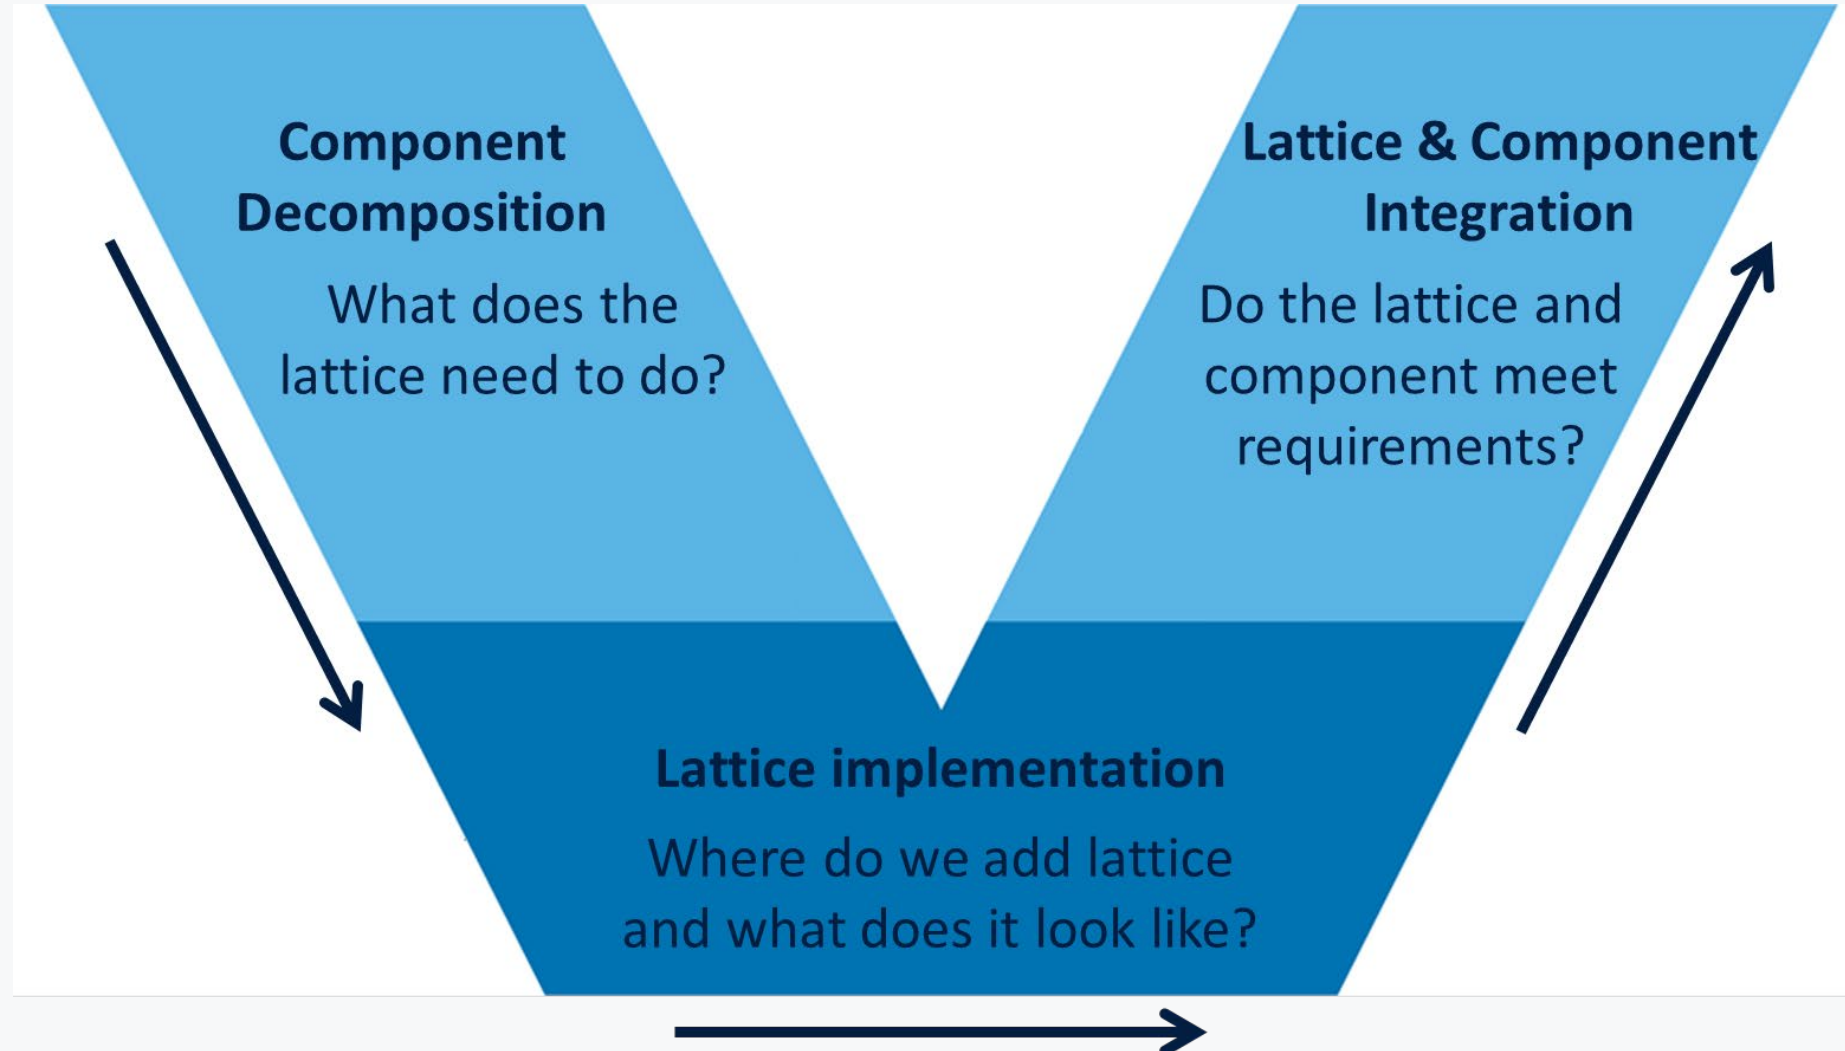 Component
Decomposition
What does the
lattice need to do?
Lattice & Component
Integration
Do the lattice and
component meet
requirements?
Lattice implementation
Where do we add lattice
and what does it look like?